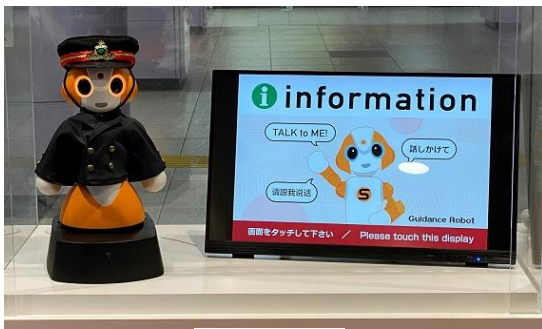 i information
TALK to ME!
話しかけて
请跟我说话
S
Guidance Robot
画面をタッチして下さい / Please touch this display